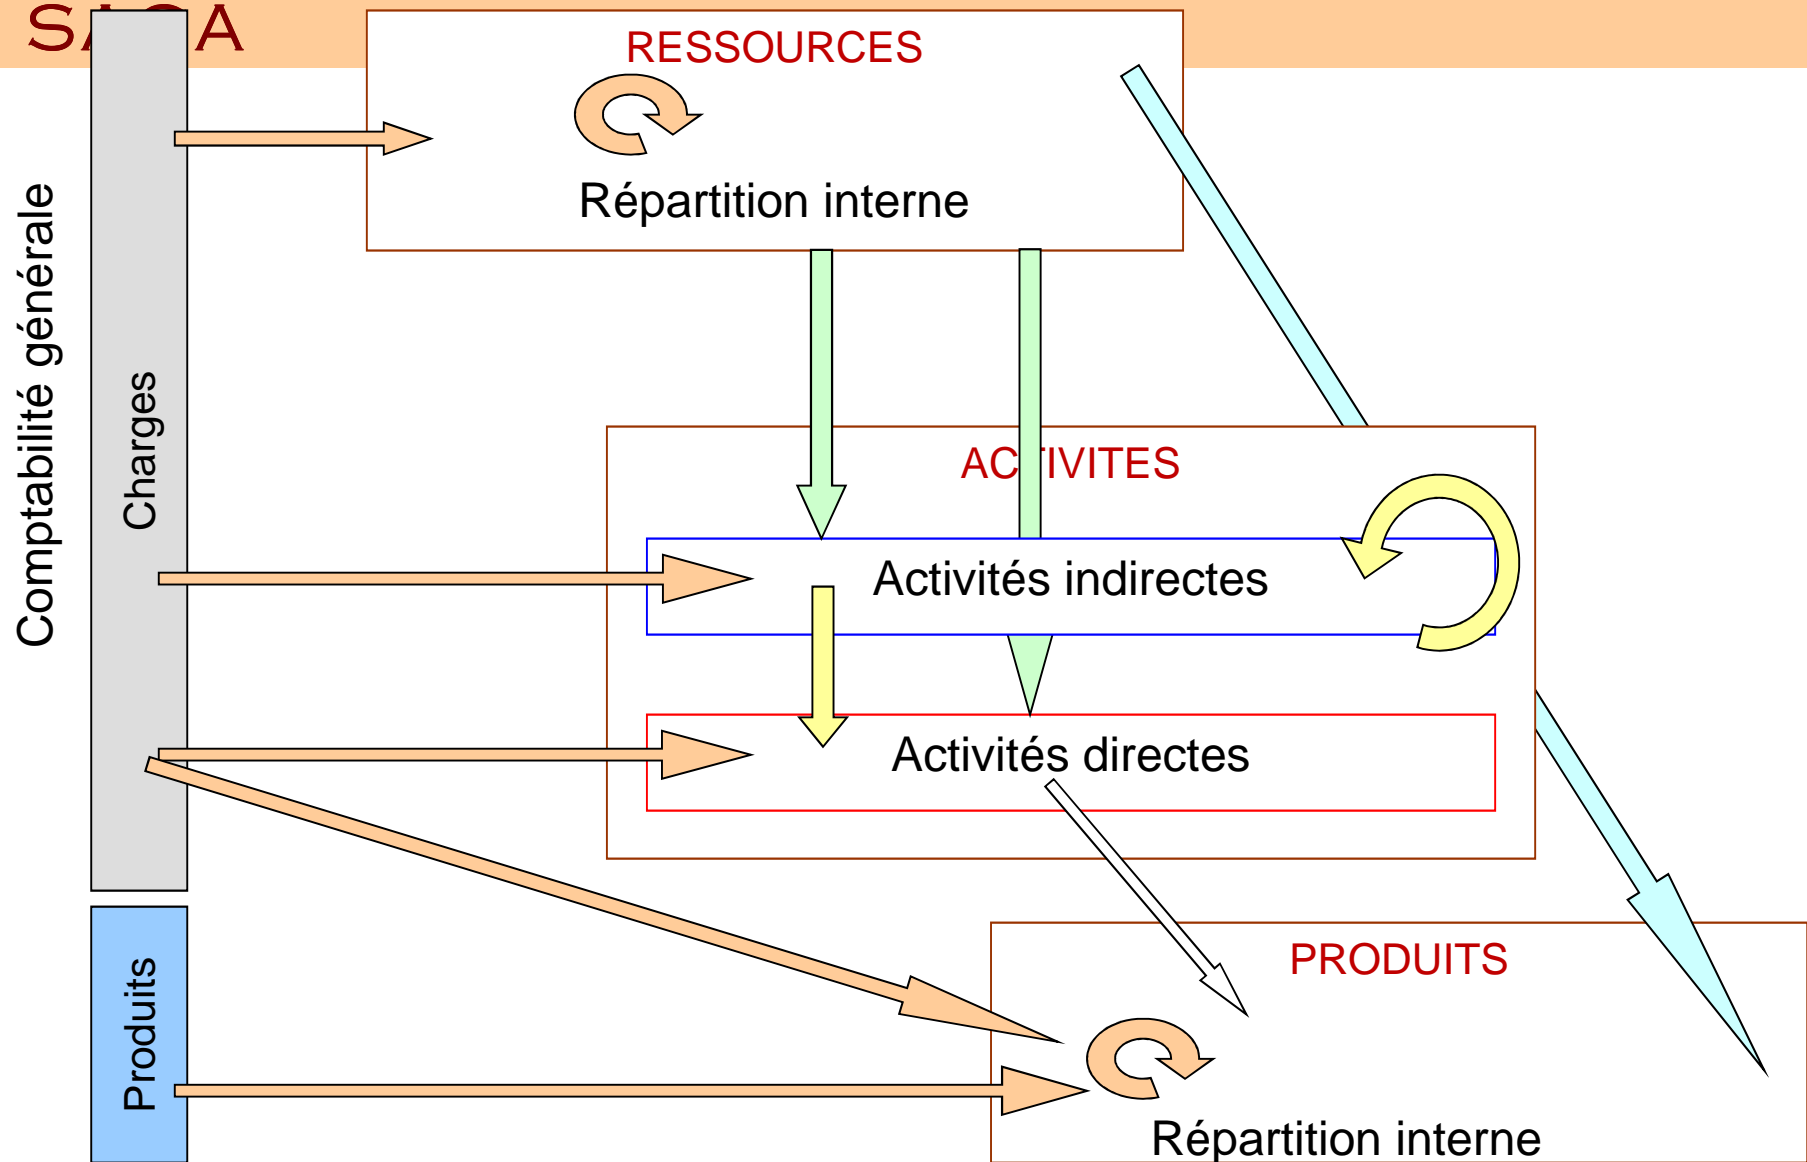 RESSOURCES
Répartition interne
Comptabilité générale
Charges
ACTIVITES
Activités indirectes
Activités directes
PRODUITS
Produits
Répartition interne